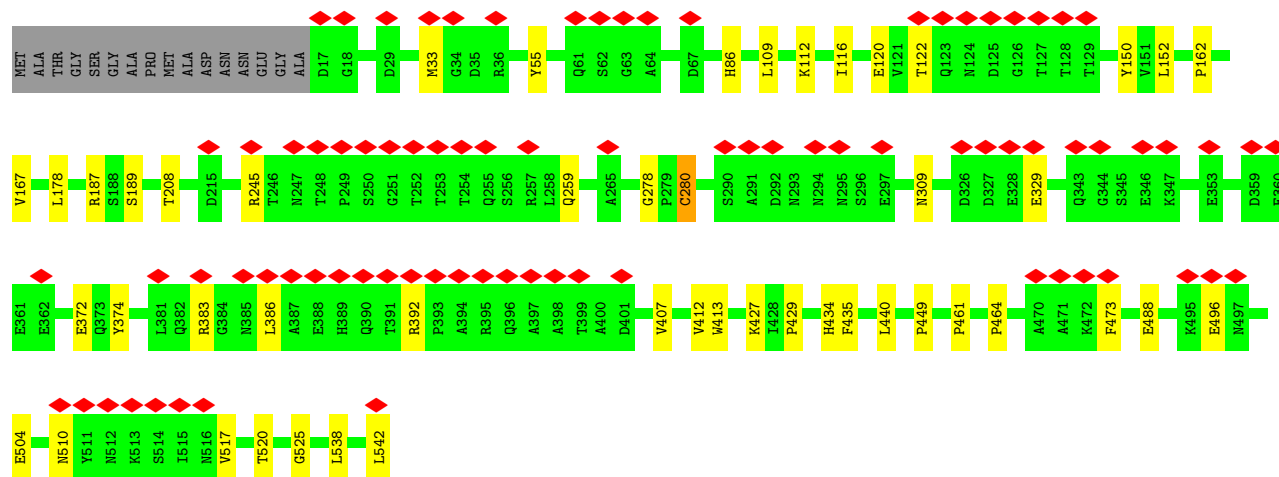 MET ALA THR GLY SER GLY ALA PRO MET ALA ASP ASN ASN GLU GLY ALA D17 G18 D29 M33 G34 D35 R36 Y55 Q61 S62 G63 A64 D67 H86 L109 K112 I116 E120 V121 T122 Q123 N124 D125 G126 T127 T128 T129 Y150 V151 L152 P162
V167 L178 R187 S188 S189 T208 D215 R245 T246 N247 T248 P249 S250 G251 T252 T253 T254 Q255 S256 R257 L258 Q259 A265 G278 P279 C280 S290 A291 D292 N293 N294 N295 S296 E297 N309 D326 D327 E328 E329 Q343 G344 S345 E346 K347 E353 D359 E360
E361 E362 E372 Q373 Y374 L381 Q382 R383 G384 N385 L386 A387 E388 H389 Q390 T391 R392 P393 A394 R395 Q396 A397 A398 T399 A400 D401 V407 V412 W413 K427 I428 P429 H434 F435 L440 P449 P461 P464 A470 A471 K472 F473 E488 K495 E496 N497
E504 N510 Y511 N512 K513 S514 I515 N516 V517 T520 G525 L538 L542